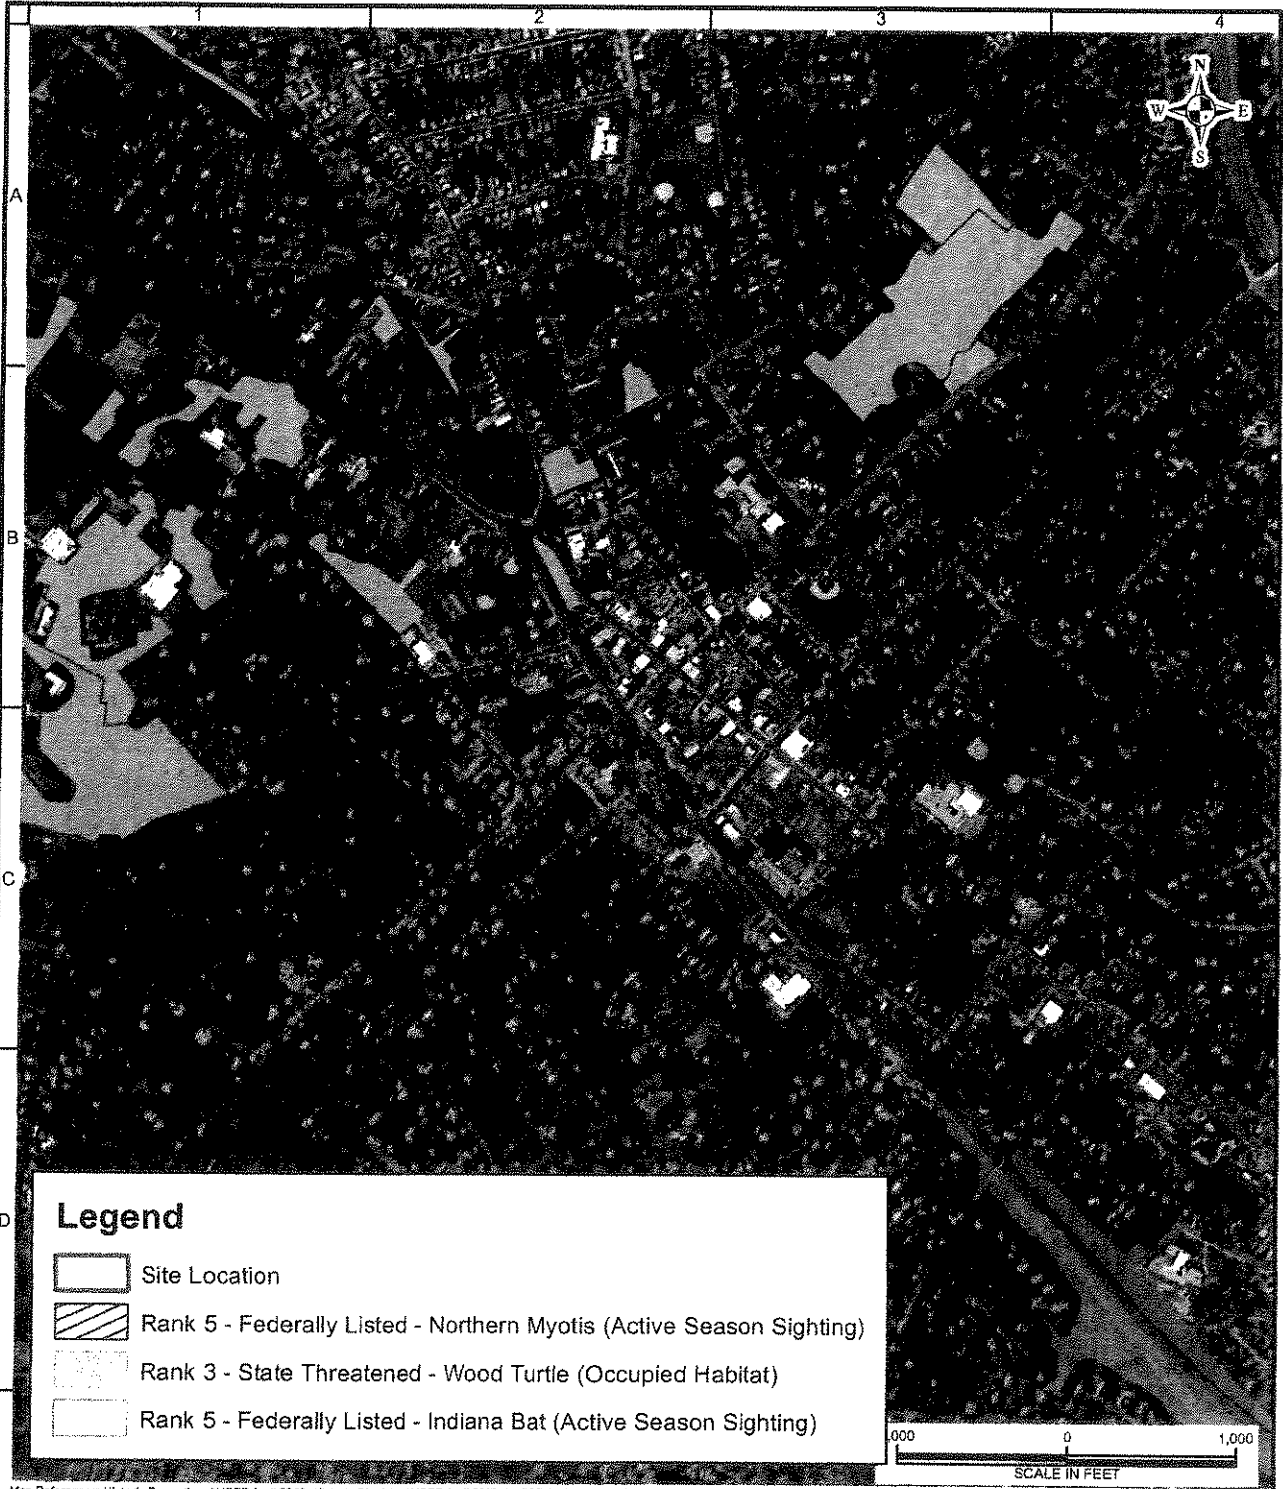 1 2 3 4
N
W E
S
A
B
C
D
Legend
Site Location
Rank 5 - Federally Listed - Northern Myotis (Active Season Sighting)
Rank 3 - State Threatened - Wood Turtle (Occupied Habitat)
Rank 5 - Federally Listed - Indiana Bat (Active Season Sighting)
,000 0 1,000
SCALE IN FEET